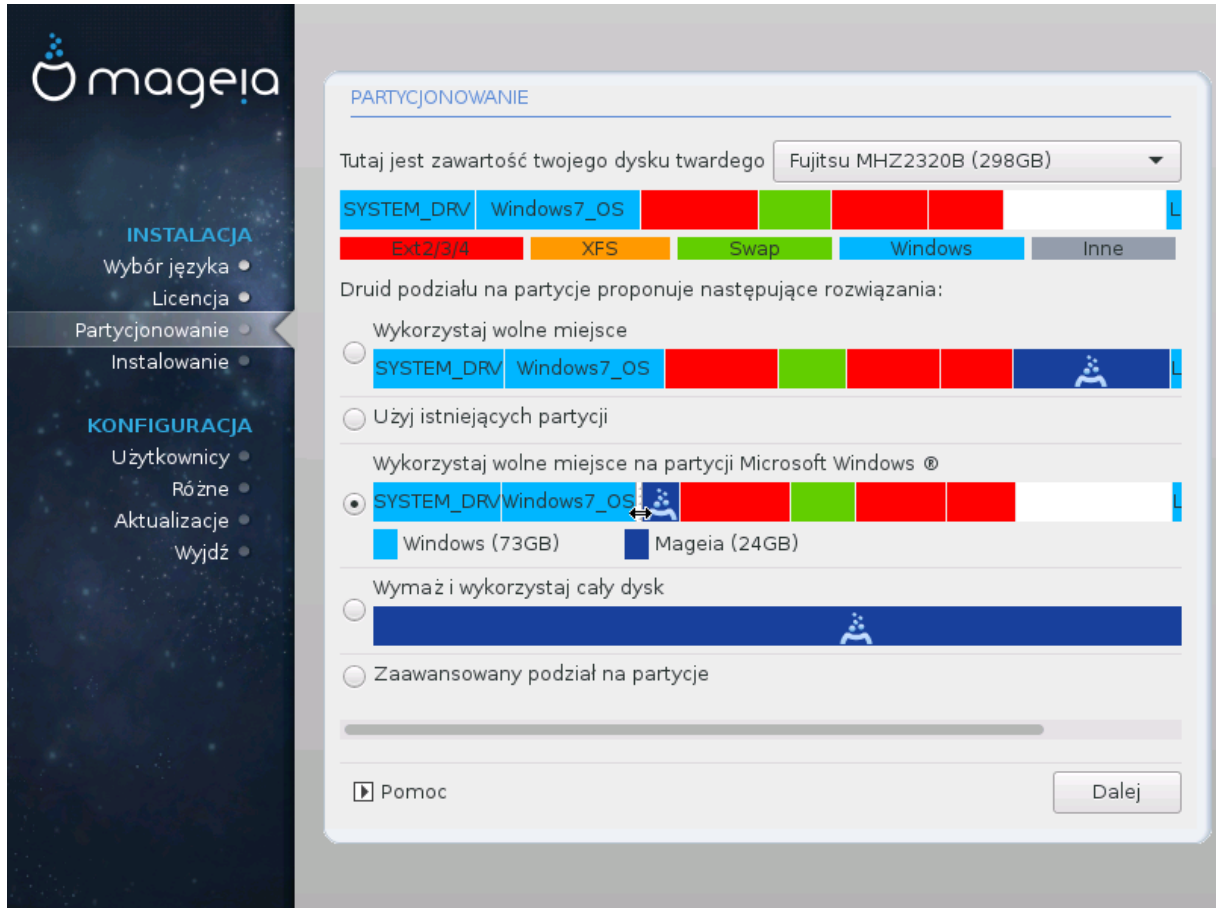 mageia
INSTALACJA
Wybór języka
Licencja
Partycjonowanie
Instalowanie
KONFIGURACJA
Użytkownicy
Różne
Aktualizacje
Wyjdź
PARTYCJONOWANIE
Tutaj jest zawartość twojego dysku twardego Fujitsu MHZ2320B (298GB)
SYSTEM_DRV Windows7_OS L
Ext2/3/4 XFS Swap Windows Inne
Druid podziału na partycje proponuje następujące rozwiązania:
Wykorzystaj wolne miejsce
SYSTEM_DRV Windows7_OS L
Użyj istniejących partycji
Wykorzystaj wolne miejsce na partycji Microsoft Windows ®
SYSTEM_DRV Windows7_OS L
Windows (73GB) Mageia (24GB)
Wymaż i wykorzystaj cały dysk
Zaawansowany podział na partycje
Pomoc Dalej